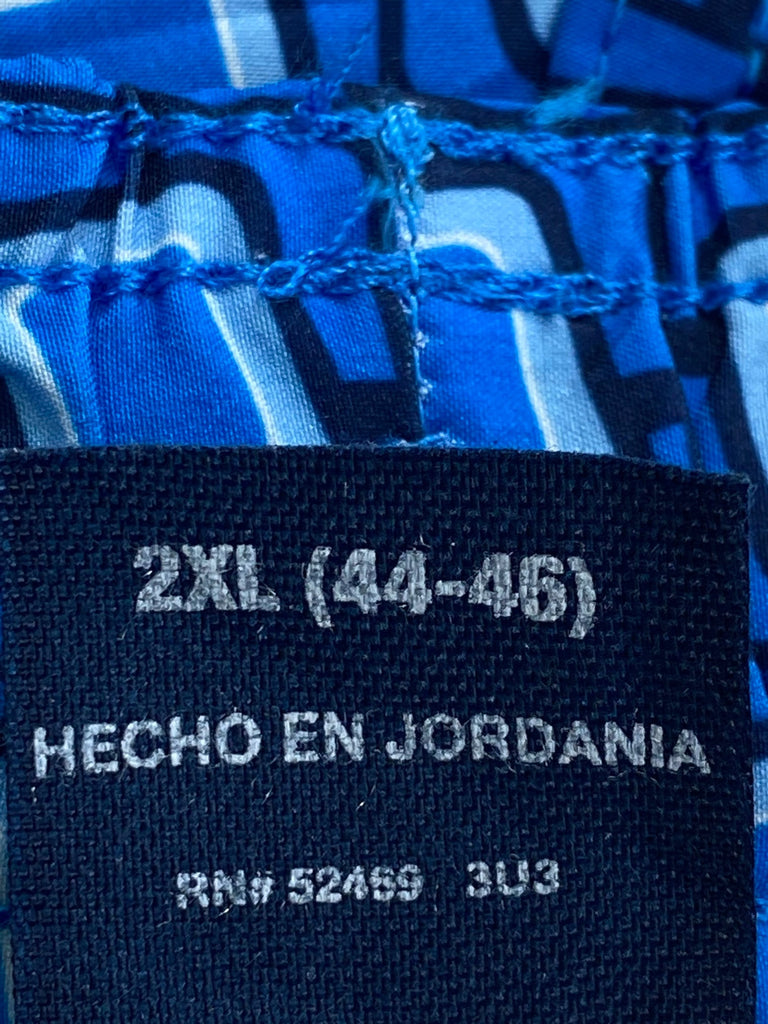 2XL (44-46)
HECHO EN JORDANIA
RN# 52469 3U3